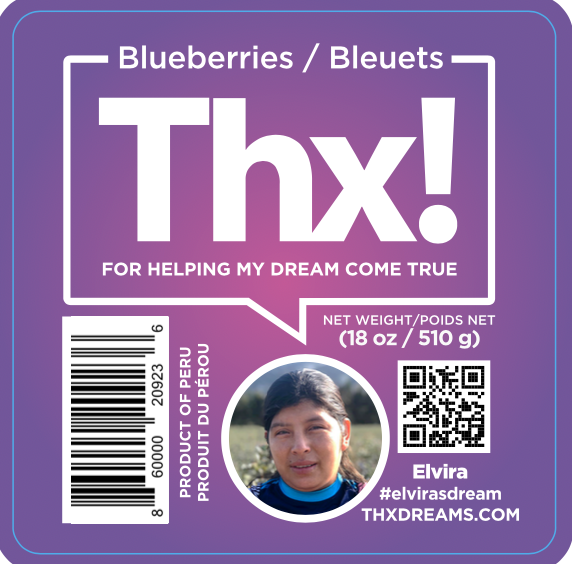 Blueberries / Bleuets
Thx!
FOR HELPING MY DREAM COME TRUE
NET WEIGHT/POIDS NET
(18 oz / 510 g)
8 60000 20923 6
PRODUCT OF PERU
PRODUIT DU PÉROU
Elvira
#elvirasdream
THXDREAMS.COM